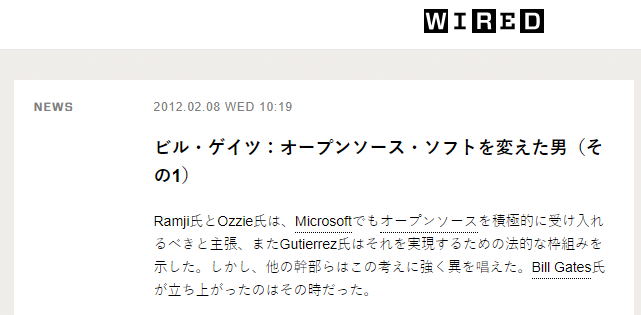 WIRED
NEWS
2012.02.08 WED 10:19
ビル・ゲイツ：オープンソース・ソフトを変えた男（そ
の1）
Ramji氏とOzzie氏は、Microsoftでもオープンソースを積極的に受け入れ
るべきと主張、またGutierrez氏はそれを実現するための法的な枠組みを
示した。しかし、他の幹部らはこの考えに強く異を唱えた。Bill Gates氏
が立ち上がったのはその時だった。